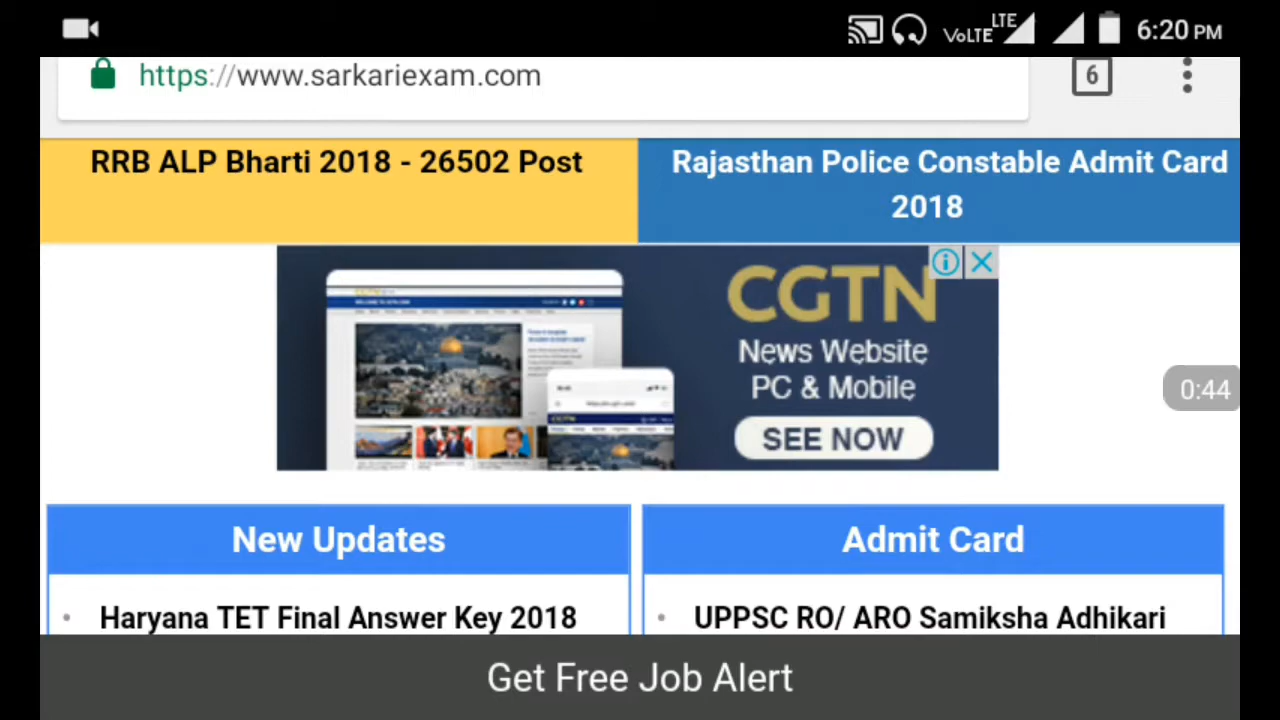 VoLTE LTE 6:20 PM
https://www.sarkariexam.com 6
RRB ALP Bharti 2018 - 26502 Post
Rajasthan Police Constable Admit Card
2018
CGTN
News Website
PC & Mobile
SEE NOW
CGTN
0:44
New Updates
Admit Card
Haryana TET Final Answer Key 2018
UPPSC RO/ ARO Samiksha Adhikari
Get Free Job Alert